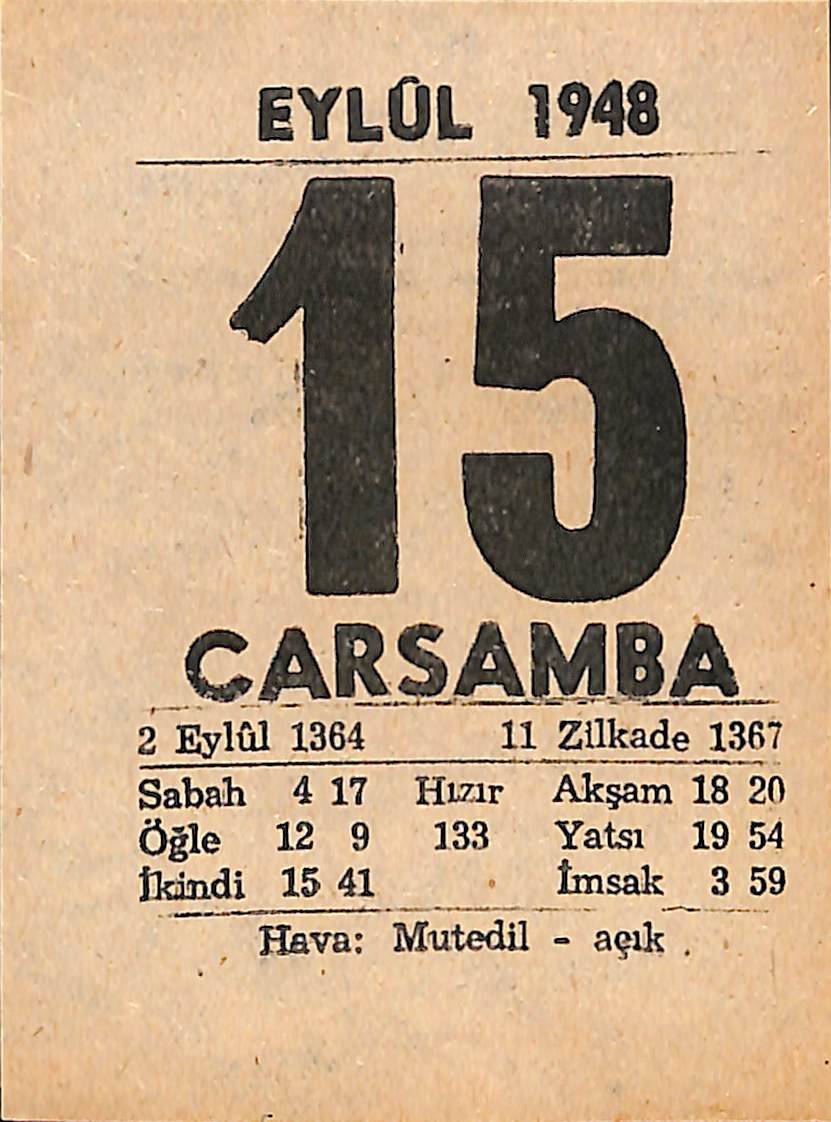 EYLÛL 1948
15
ÇARŞAMBA
2 Eylûl 1364 11 Zilkade 1367
Sabah 4 17 Hızır Akşam 18 20
Öğle 12 9 133 Yatsı 19 54
İkindi 15 41 İmsak 3 59
Hava: Mutedil - açık